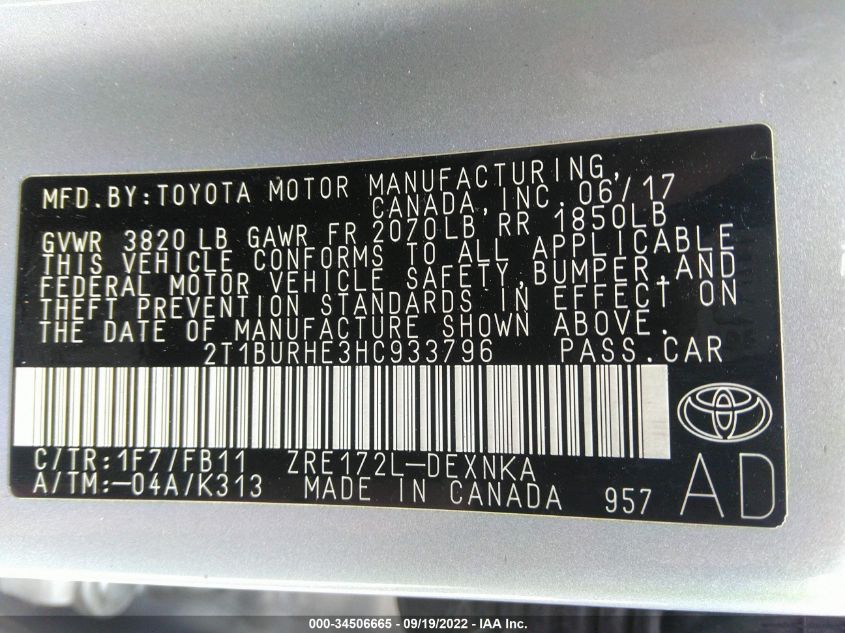 MFD.BY:TOYOTA MOTOR MANUFACTURING,
CANADA,INC.06/17
GVWR 3820 LB GAWR FR 2070LB RR 1850LB
THIS VEHICLE CONFORMS TO ALL APPLICABLE
FEDERAL MOTOR VEHICLE SAFETY,BUMPER,AND
THEFT PREVENTION STANDARDS IN EFFECT ON
THE DATE OF MANUFACTURE SHOWN ABOVE.
2T1BURHE3HC933796 PASS.CAR
C/TR:1F7/FB11 ZRE172L-DEXNKA
A/TM:-04A/K313 MADE IN CANADA 957 AD
000-34506665 - 09/19/2022 - IAA Inc.